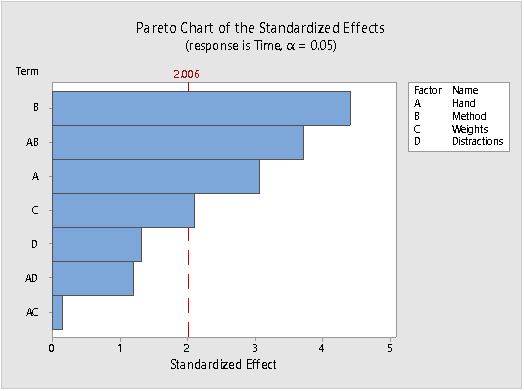 Pareto Chart of the Standardized Effects
(response is Time, α = 0.05)
Term
2.006
Factor Name
A Hand
B Method
C Weights
D Distractions
B
AB
A
C
D
AD
AC
0 1 2 3 4 5
Standardized Effect